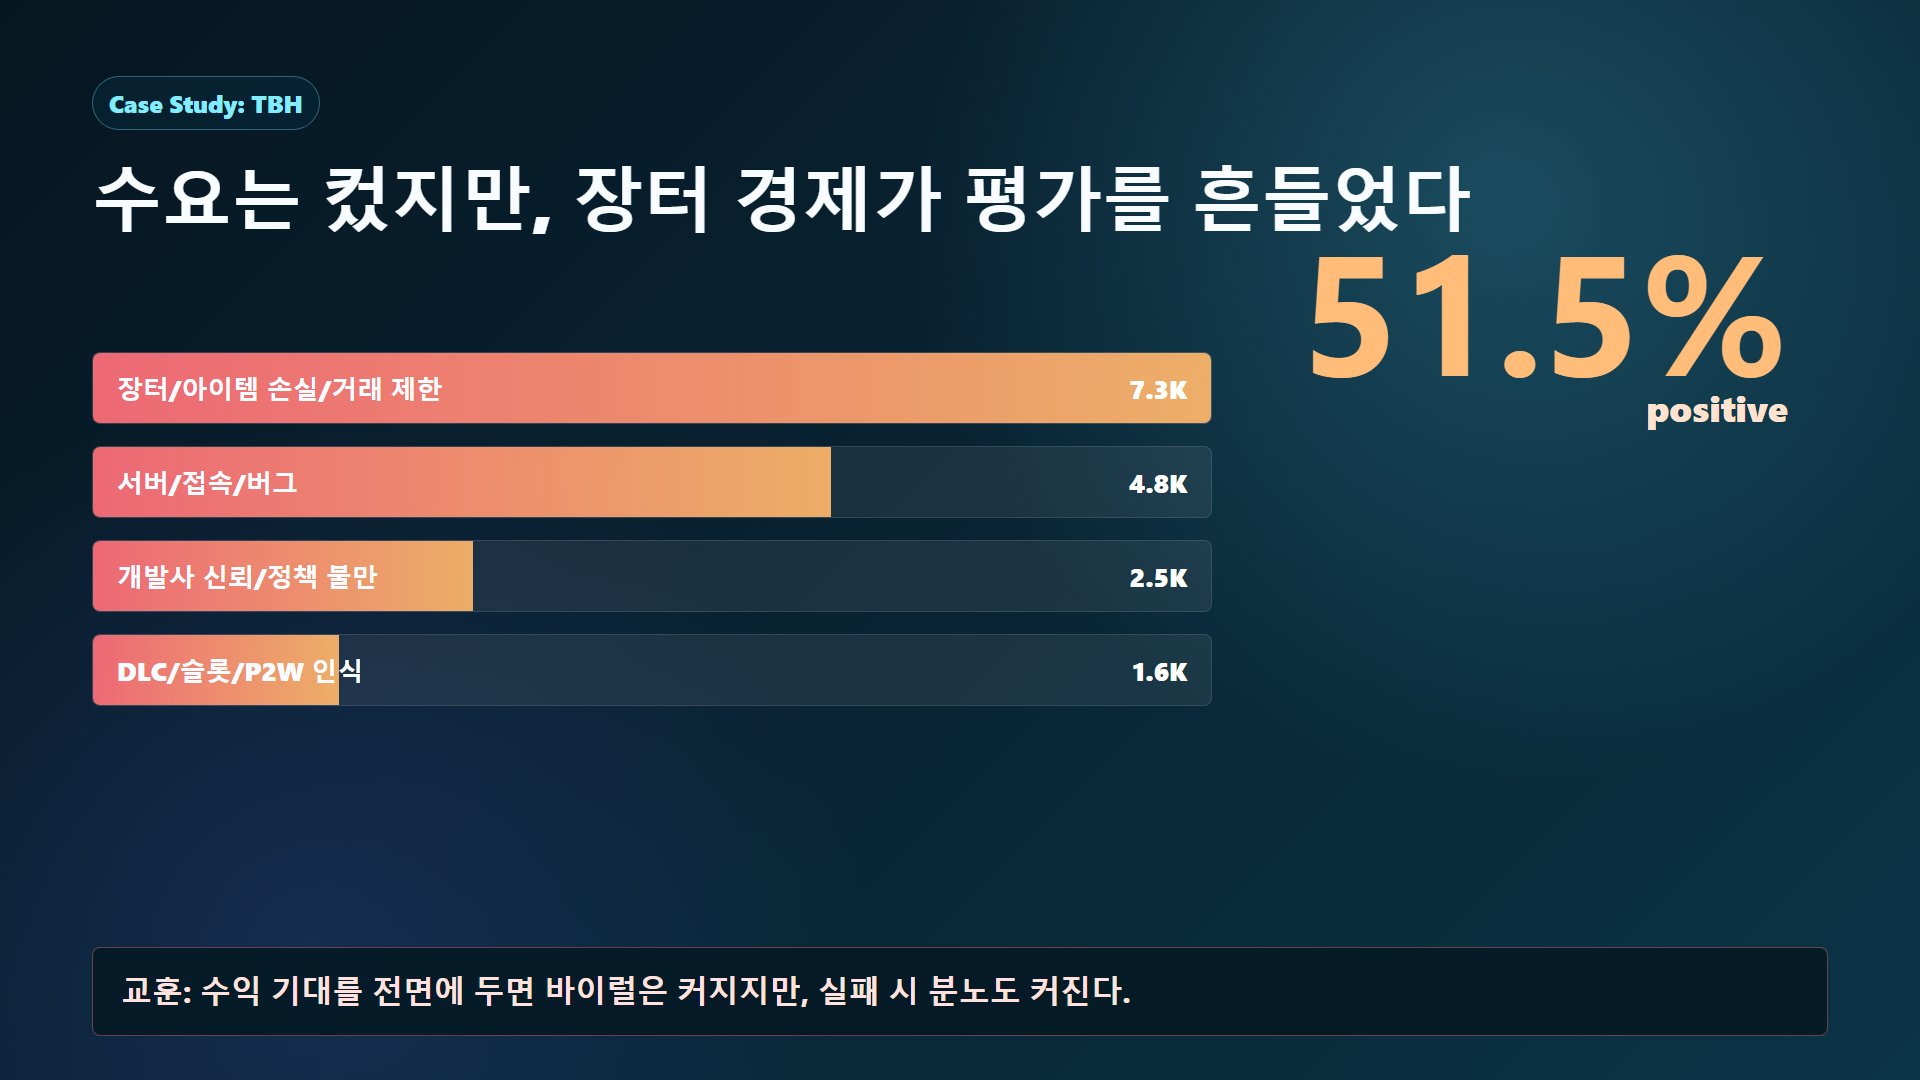 Case Study: TBH
수요는 컸지만, 장터 경제가 평가를 흔들었다
51.5%
positive
장터/아이템 손실/거래 제한 7.3K
서버/접속/버그 4.8K
개발사 신뢰/정책 불만 2.5K
DLC/슬롯/P2W 인식 1.6K
교훈: 수익 기대를 전면에 두면 바이럴은 커지지만, 실패 시 분노도 커진다.